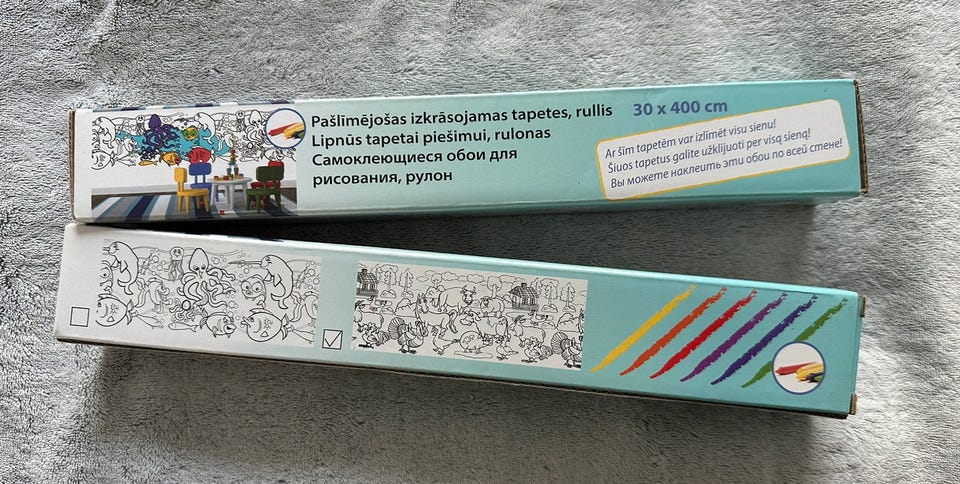 Pašlīmējošas izkrāsojamas tapetes, rullis
Lipnūs tapetai piešimui, rulonas
Самоклеющиеся обои для
рисования, рулон
30 x 400 cm
Ar šīm tapetēm var izlīmēt visu sienu!
Šiuos tapetus galite užklijuoti per visą sieną!
Вы можете наклеить эти обои по всей стене!